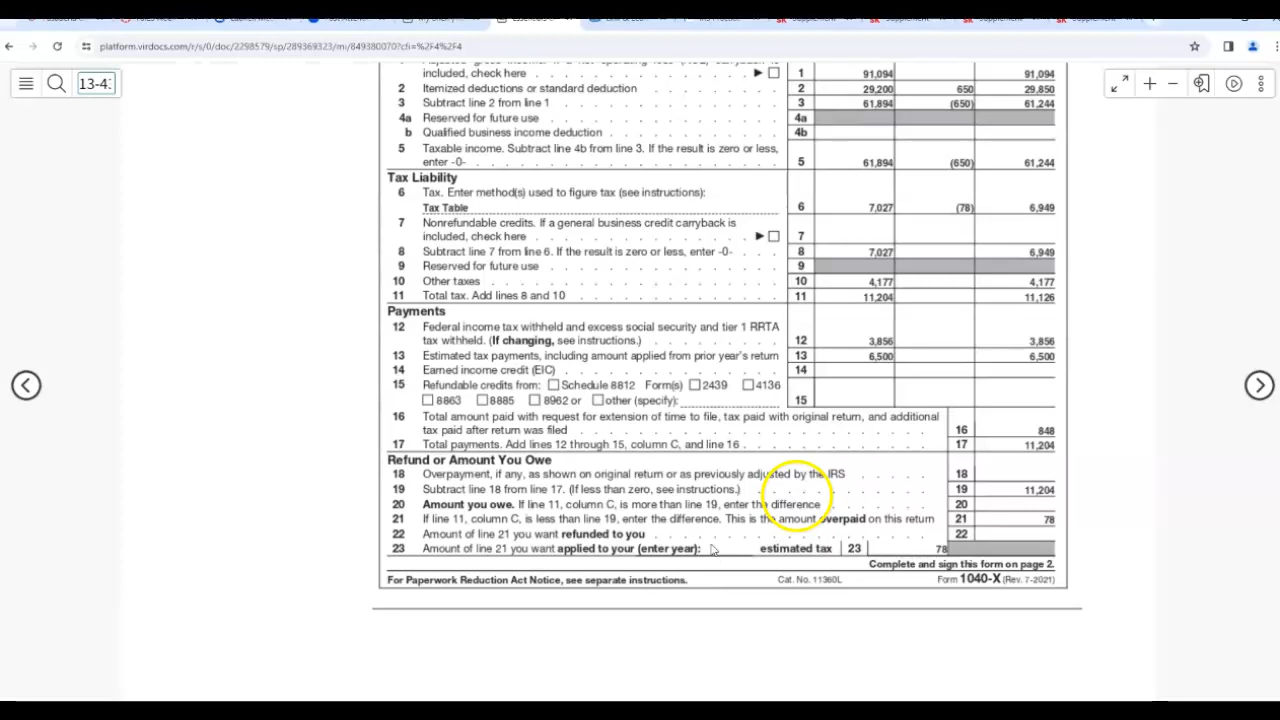 platform.virdocs.com/r/s/0/doc/2298579/sp/289369323/mi/849380070?cfi=%2F4%2F4
13-4
included, check here ▶ 1 91,094 91,094
2 Itemized deductions or standard deduction 2 29,200 650 29,850
3 Subtract line 2 from line 1 3 61,894 (650) 61,244
4a Reserved for future use 4a
b Qualified business income deduction 4b
5 Taxable income. Subtract line 4b from line 3. If the result is zero or less,
enter -0- 5 61,894 (650) 61,244
Tax Liability
6 Tax. Enter method(s) used to figure tax (see instructions):
Tax Table 6 7,027 (78) 6,949
7 Nonrefundable credits. If a general business credit carryback is
included, check here ▶ 7
8 Subtract line 7 from line 6. If the result is zero or less, enter -0- 8 7,027 6,949
9 Reserved for future use 9
10 Other taxes 10 4,177 4,177
11 Total tax. Add lines 8 and 10 11 11,204 11,126
Payments
12 Federal income tax withheld and excess social security and tier 1 RRTA
tax withheld. (If changing, see instructions.) 12 3,856 3,856
13 Estimated tax payments, including amount applied from prior year's return 13 6,500 6,500
14 Earned income credit (EIC) 14
15 Refundable credits from: Schedule 8812 Form(s) 2439 4136
8863 8885 8962 or other (specify): 15
16 Total amount paid with request for extension of time to file, tax paid with original return, and additional
tax paid after return was filed 16 848
17 Total payments. Add lines 12 through 15, column C, and line 16 17 11,204
Refund or Amount You Owe
18 Overpayment, if any, as shown on original return or as previously adjusted by the IRS 18
19 Subtract line 18 from line 17. (If less than zero, see instructions.) 19 11,204
20 Amount you owe. If line 11, column C, is more than line 19, enter the difference 20
21 If line 11, column C, is less than line 19, enter the difference. This is the amount overpaid on this return 21 78
22 Amount of line 21 you want refunded to you 22
23 Amount of line 21 you want applied to your (enter year): estimated tax 23 78
Complete and sign this form on page 2.
For Paperwork Reduction Act Notice, see separate instructions. Cat. No. 11360L Form 1040-X (Rev. 7-2021)